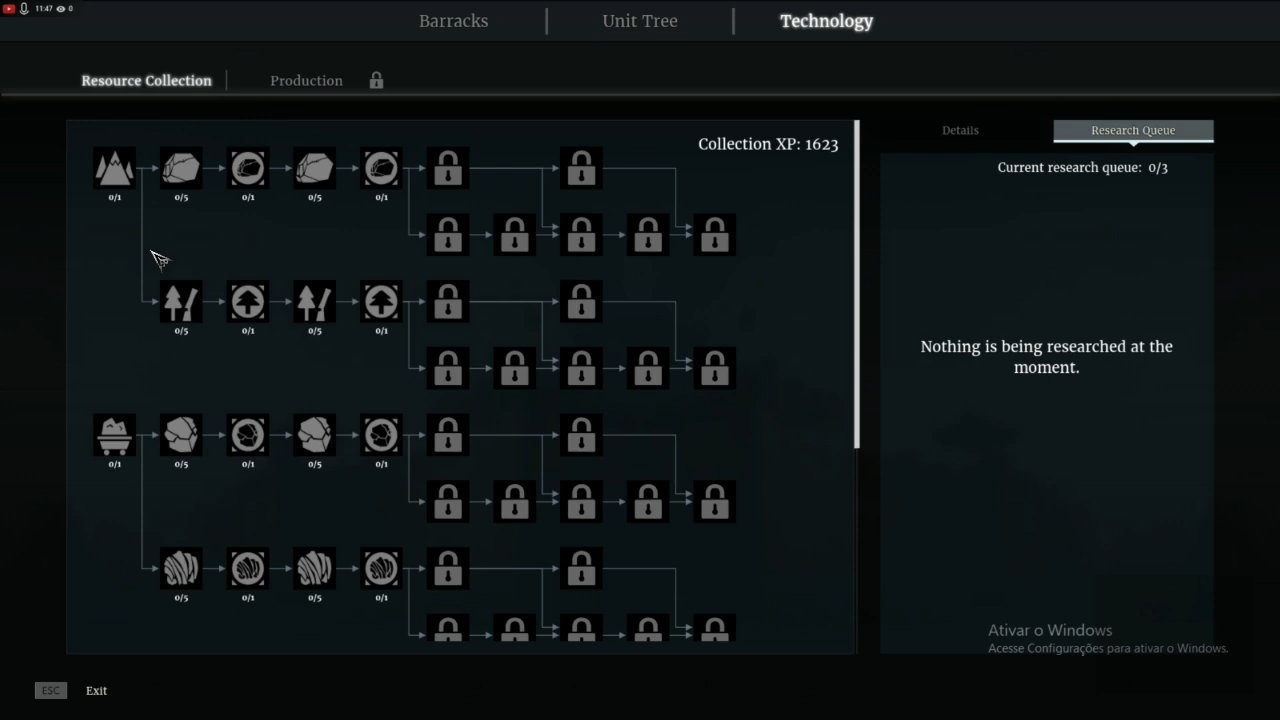 11:47 0
Barracks Unit Tree Technology
Resource Collection Production
Collection XP: 1623
Details Research Queue
Current research queue: 0/3
0/1 0/5 0/1 0/5 0/1
0/5 0/1 0/5 0/1
Nothing is being researched at the
moment.
0/1 0/5 0/1 0/5 0/1
0/5 0/1 0/5 0/1
Ativar o Windows
Acesse Configurações para ativar o Windows.
ESC Exit